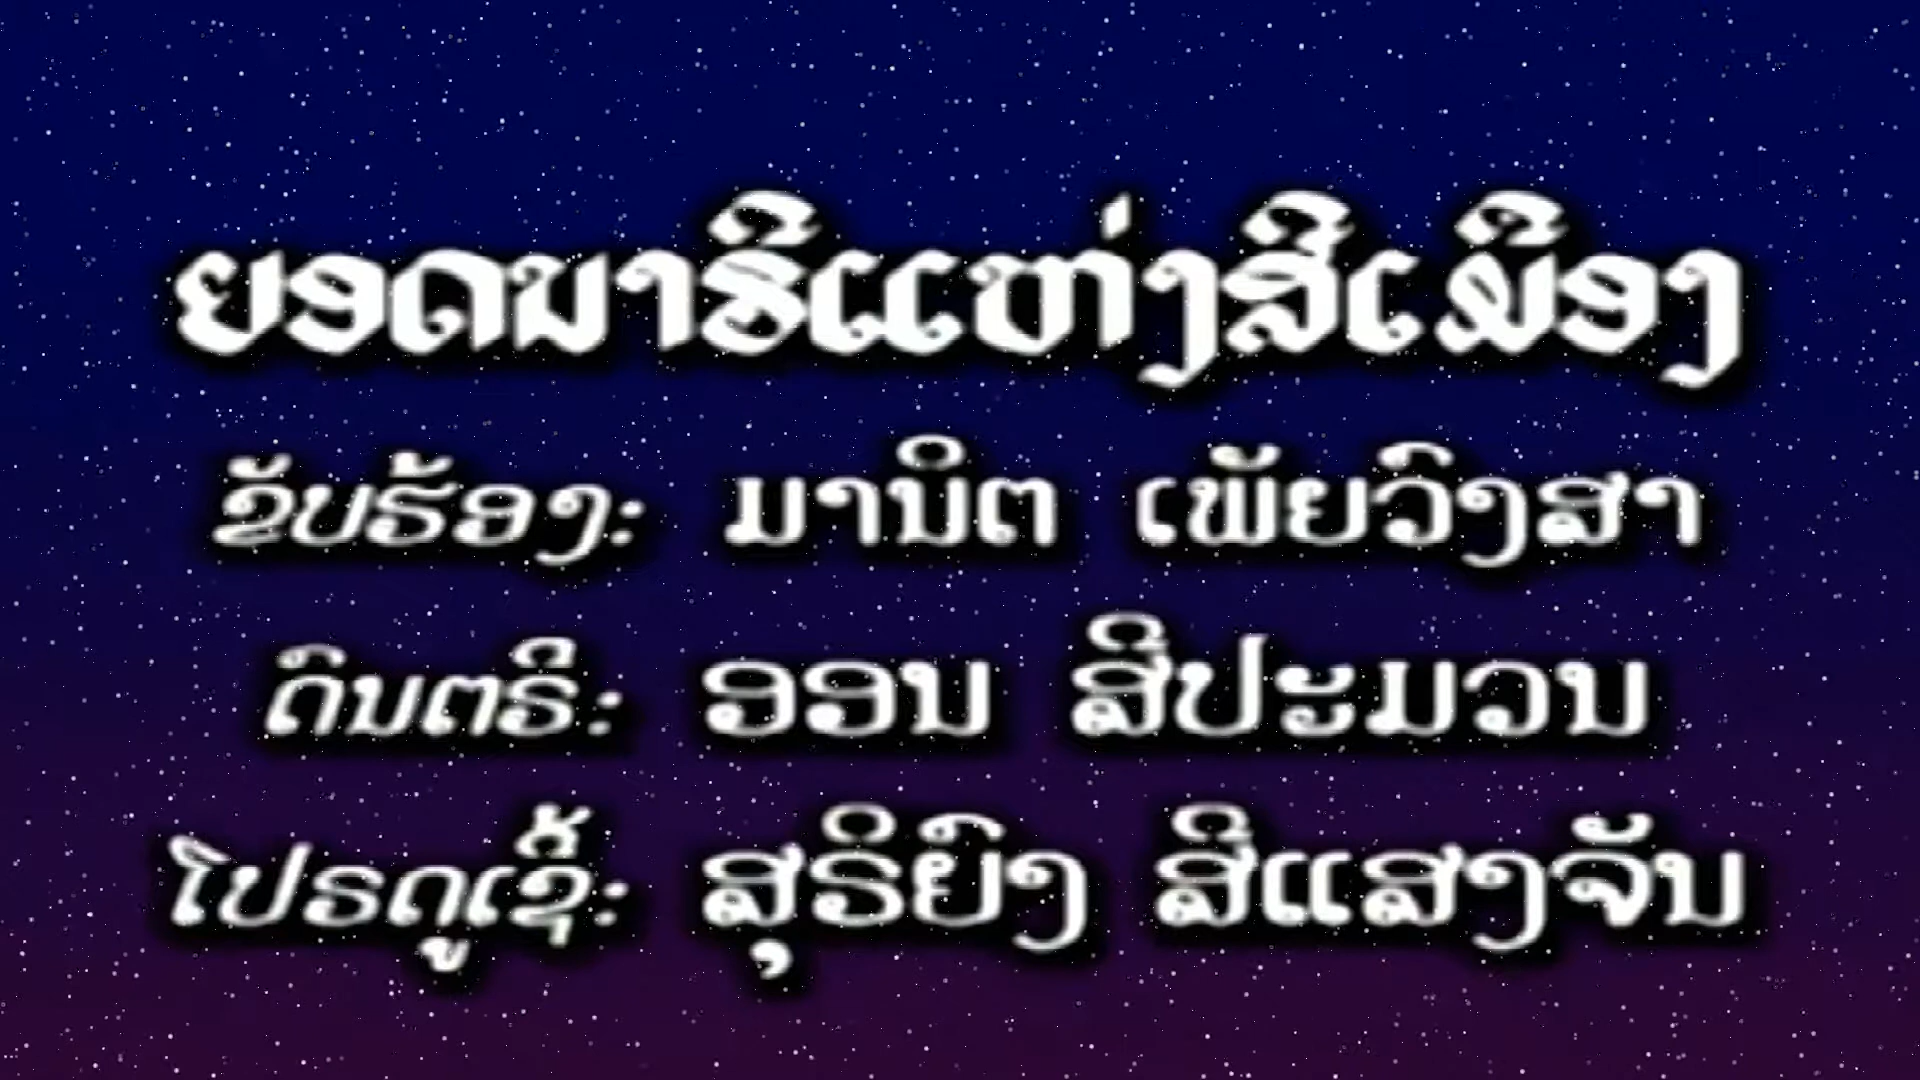 ຍອດນາຣີແຫ່ງສີເມືອງ
ຂັບຮ້ອງ: ມານິຕ ເພັຍວົງສາ
ດົນຕຣີ: ອອນ ສີປະມວນ
ໂປຣດູເຊີ້: ສຸຣິຍົງ ສີແສງຈັນ